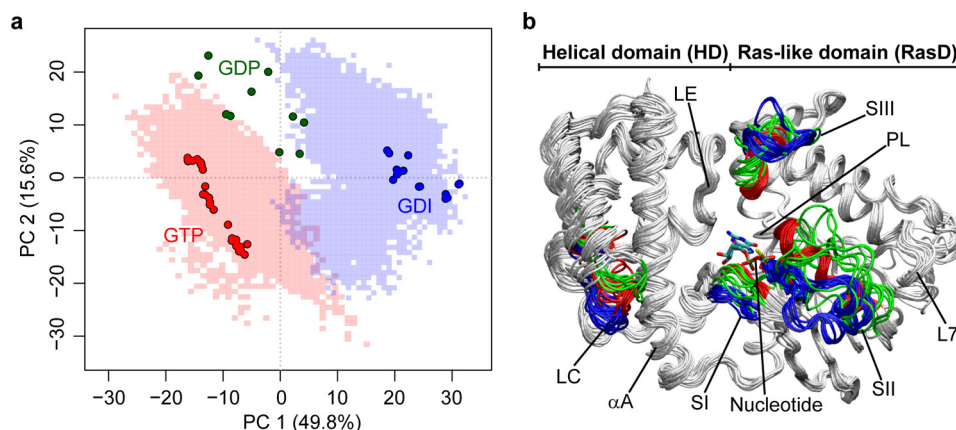 a
PC 2 (15.6%)
20
10
0
−10
−20
−30
GDP
GTP
GDI
−30
−20
−10
0
10
20
30
PC 1 (49.8%)
b
Helical domain (HD)
Ras-like domain (RasD)
LE
SIII
PL
LC
αA
SI
Nucleotide
SII
L7